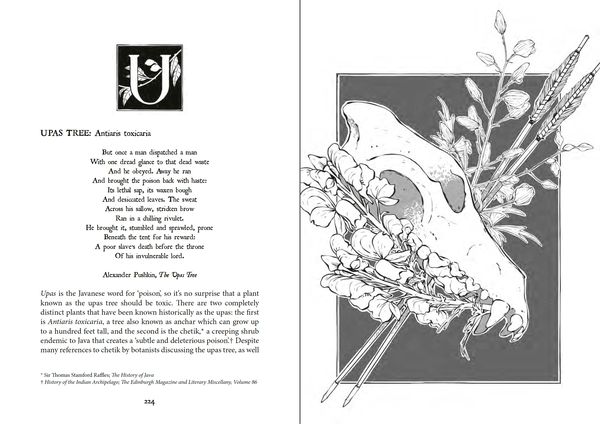 U
UPAS TREE: Antiaris toxicaria
But once a man dispatched a man
With one dread glance to that dead waste
And he obeyed. Away he ran
And brought the poison back with haste:
Its lethal sap, its waxen bough
And desiccated leaves. The sweat
Across his sallow, stricken brow
Ran in a chilling rivulet.
He brought it, stumbled and sprawled, prone
Beneath the tent for his reward:
A poor slave's death before the throne
Of his invulnerable lord.
Alexander Pushkin, The Upas Tree
Upas is the Javanese word for 'poison', so it's no surprise that a plant
known as the upas tree should be toxic. There are two completely
distinct plants that have been known historically as the upas: the first
is Antiaris toxicaria, a tree also known as anchar which can grow up
to a hundred feet tall, and the second is the chetik,* a creeping shrub
endemic to Java that creates a 'subtle and deleterious poison'.† Despite
many references to chetik by botanists discussing the upas tree, as well
* Sir Thomas Stamford Raffles; The History of Java
† History of the Indian Archipelago; The Edinburgh Magazine and Literary Miscellany, Volume 86
224